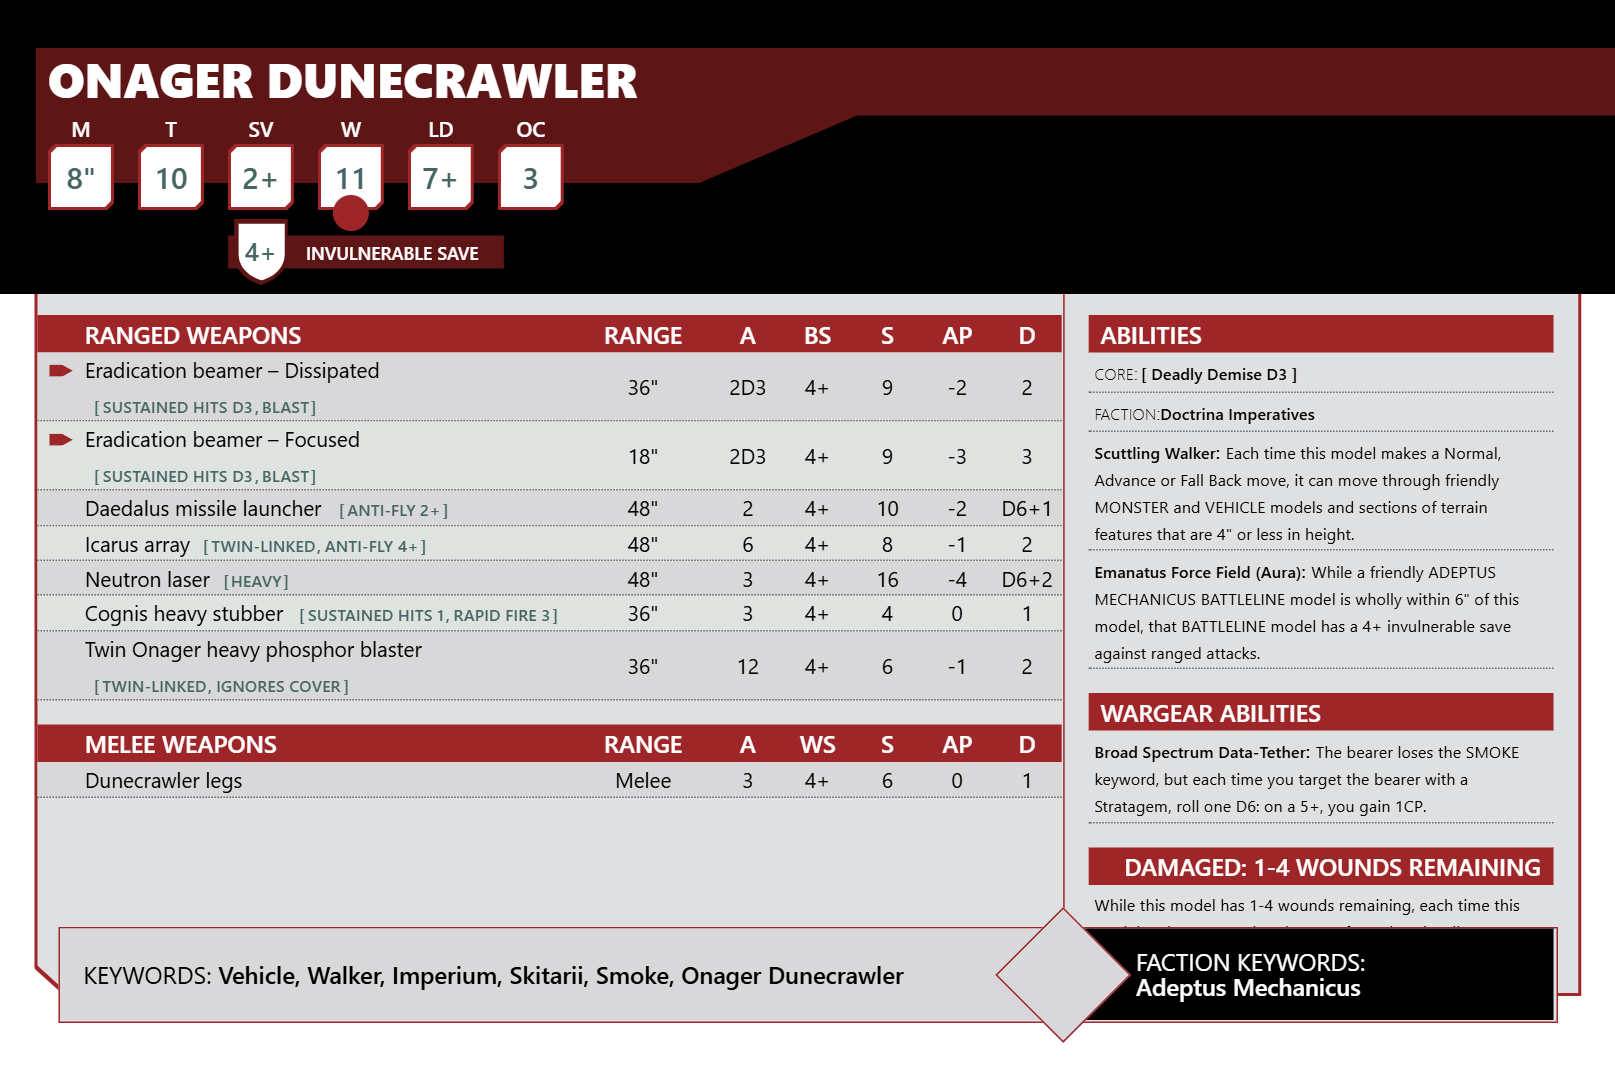 ONAGER DUNECRAWLER
M T SV W LD OC
8" 10 2+ 11 7+ 3
4+ INVULNERABLE SAVE
RANGED WEAPONS RANGE A BS S AP D
Eradication beamer – Dissipated
[SUSTAINED HITS D3, BLAST]
36" 2D3 4+ 9 -2 2
Eradication beamer – Focused
[SUSTAINED HITS D3, BLAST]
18" 2D3 4+ 9 -3 3
Daedalus missile launcher [ANTI-FLY 2+] 48" 2 4+ 10 -2 D6+1
Icarus array [TWIN-LINKED, ANTI-FLY 4+] 48" 6 4+ 8 -1 2
Neutron laser [HEAVY] 48" 3 4+ 16 -4 D6+2
Cognis heavy stubber [SUSTAINED HITS 1, RAPID FIRE 3] 36" 3 4+ 4 0 1
Twin Onager heavy phosphor blaster
[TWIN-LINKED, IGNORES COVER]
36" 12 4+ 6 -1 2
MELEE WEAPONS RANGE A WS S AP D
Dunecrawler legs Melee 3 4+ 6 0 1
ABILITIES
CORE: [ Deadly Demise D3 ]
FACTION:Doctrina Imperatives
Scuttling Walker: Each time this model makes a Normal,
Advance or Fall Back move, it can move through friendly
MONSTER and VEHICLE models and sections of terrain
features that are 4" or less in height.
Emanatus Force Field (Aura): While a friendly ADEPTUS
MECHANICUS BATTLELINE model is wholly within 6" of this
model, that BATTLELINE model has a 4+ invulnerable save
against ranged attacks.
WARGEAR ABILITIES
Broad Spectrum Data-Tether: The bearer loses the SMOKE
keyword, but each time you target the bearer with a
Stratagem, roll one D6: on a 5+, you gain 1CP.
DAMAGED: 1-4 WOUNDS REMAINING
While this model has 1-4 wounds remaining, each time this
KEYWORDS: Vehicle, Walker, Imperium, Skitarii, Smoke, Onager Dunecrawler
FACTION KEYWORDS:
Adeptus Mechanicus